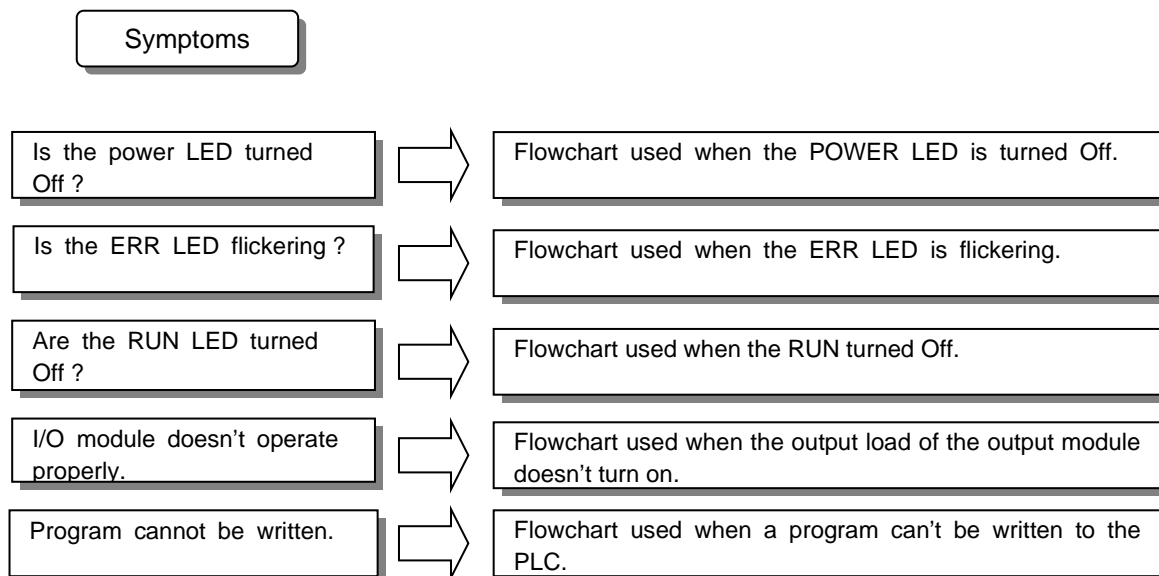 Symptoms
Is the power LED turned
Off ?
Flowchart used when the POWER LED is turned Off.
Is the ERR LED flickering ?
Flowchart used when the ERR LED is flickering.
Are the RUN LED turned
Off ?
Flowchart used when the RUN turned Off.
I/O module doesn’t operate
properly.
Flowchart used when the output load of the output module
doesn’t turn on.
Program cannot be written.
Flowchart used when a program can’t be written to the
PLC.